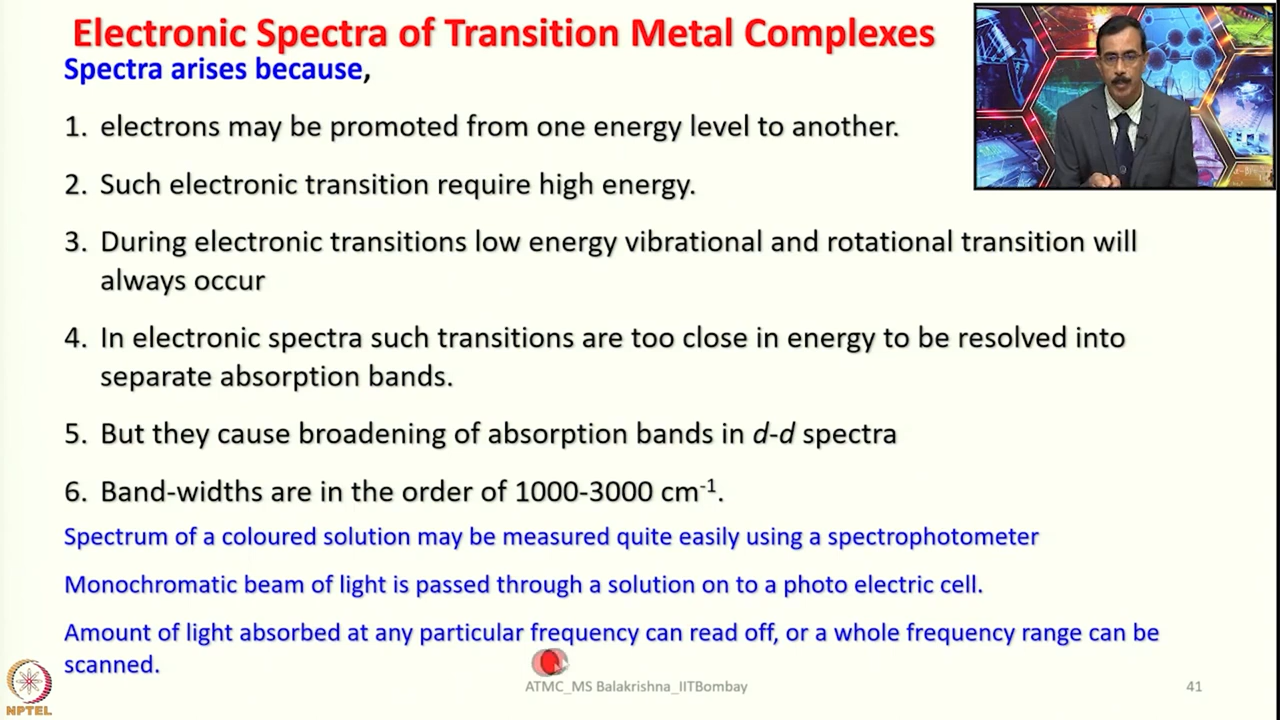 Electronic Spectra of Transition Metal Complexes
Spectra arises because,
1. electrons may be promoted from one energy level to another.
2. Such electronic transition require high energy.
3. During electronic transitions low energy vibrational and rotational transition will
always occur
4. In electronic spectra such transitions are too close in energy to be resolved into
separate absorption bands.
5. But they cause broadening of absorption bands in d-d spectra
6. Band-widths are in the order of 1000-3000 cm⁻¹.
Spectrum of a coloured solution may be measured quite easily using a spectrophotometer
Monochromatic beam of light is passed through a solution on to a photo electric cell.
Amount of light absorbed at any particular frequency can read off, or a whole frequency range can be
scanned.
NPTEL
ATMC_MS Balakrishna_IITBombay
41